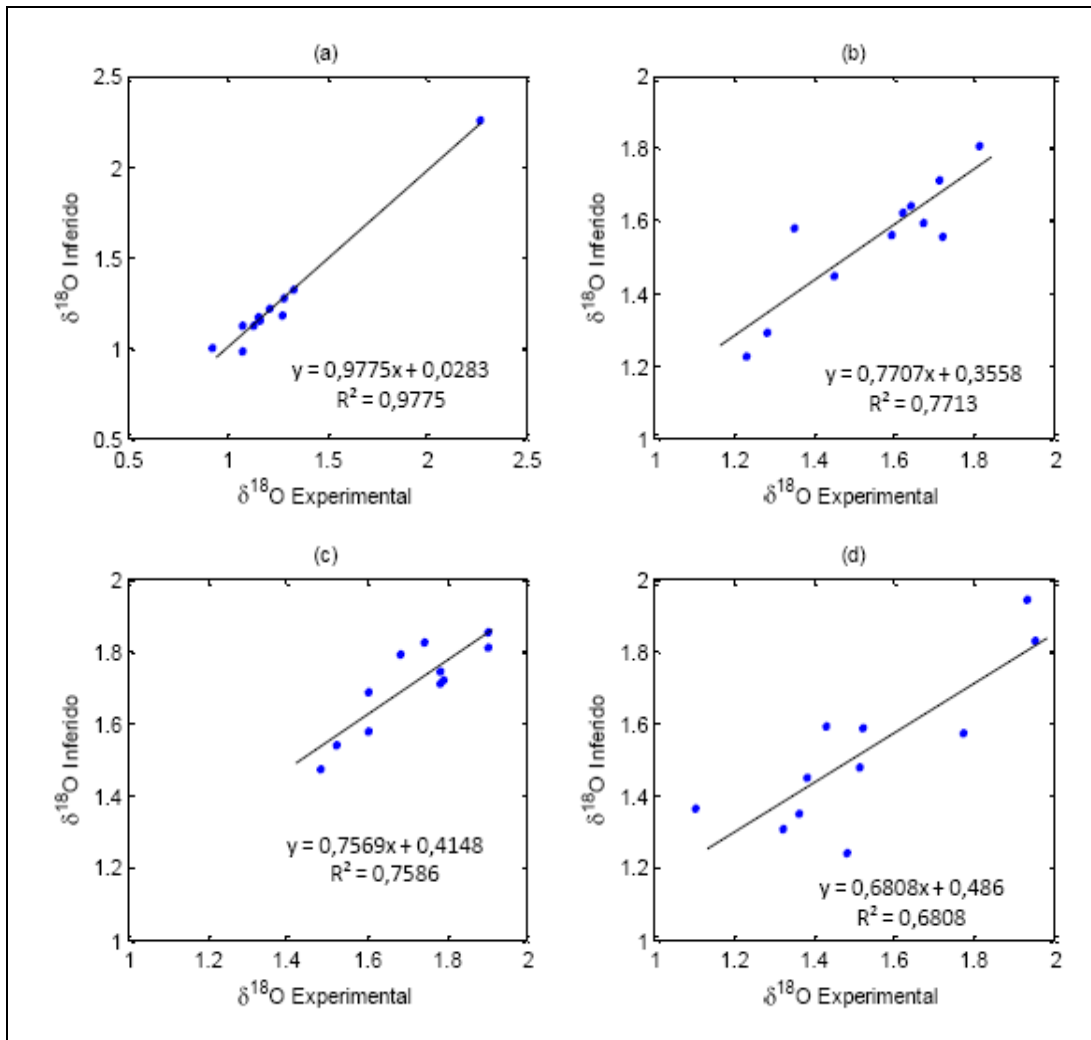 (a)
2.5
2
1.5
1
0.5
0.5 1 1.5 2 2.5
δ¹⁸O Inferido
δ¹⁸O Experimental
y = 0,9775x + 0,0283
R² = 0,9775
(b)
2
1.8
1.6
1.4
1.2
1
1 1.2 1.4 1.6 1.8 2
δ¹⁸O Inferido
δ¹⁸O Experimental
y = 0,7707x + 0,3558
R² = 0,7713
(c)
2
1.8
1.6
1.4
1.2
1
1 1.2 1.4 1.6 1.8 2
δ¹⁸O Inferido
δ¹⁸O Experimental
y = 0,7569x + 0,4148
R² = 0,7586
(d)
2
1.8
1.6
1.4
1.2
1
1 1.2 1.4 1.6 1.8 2
δ¹⁸O Inferido
δ¹⁸O Experimental
y = 0,6808x + 0,486
R² = 0,6808